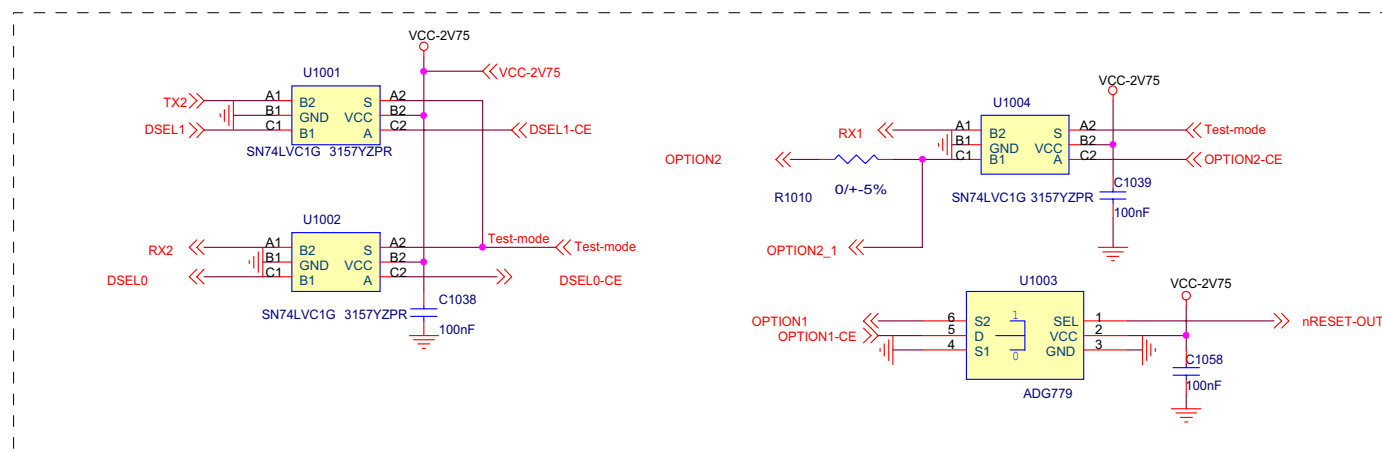 VCC-2V75
U1001
VCC-2V75
TX2 A1 B2 S A2
B1 GND VCC B2
DSEL1 C1 B1 A C2 DSEL1-CE
SN74LVC1G 3157YZPR
U1002
RX2 A1 B2 S A2 Test-mode Test-mode
B1 GND VCC B2
DSEL0 C1 B1 A C2 DSEL0-CE
SN74LVC1G 3157YZPR
C1038
100nF
VCC-2V75
U1004
RX1 A1 B2 S A2 Test-mode
B1 GND VCC B2
OPTION2 C1 B1 A C2 OPTION2-CE
R1010 0/+-5%
SN74LVC1G 3157YZPR
C1039
100nF
OPTION2_1
U1003
VCC-2V75
OPTION1 6 S2 1 SEL 1 nRESET-OUT
OPTION1-CE 5 D VCC 2
4 S1 0 GND 3
ADG779
C1058
100nF